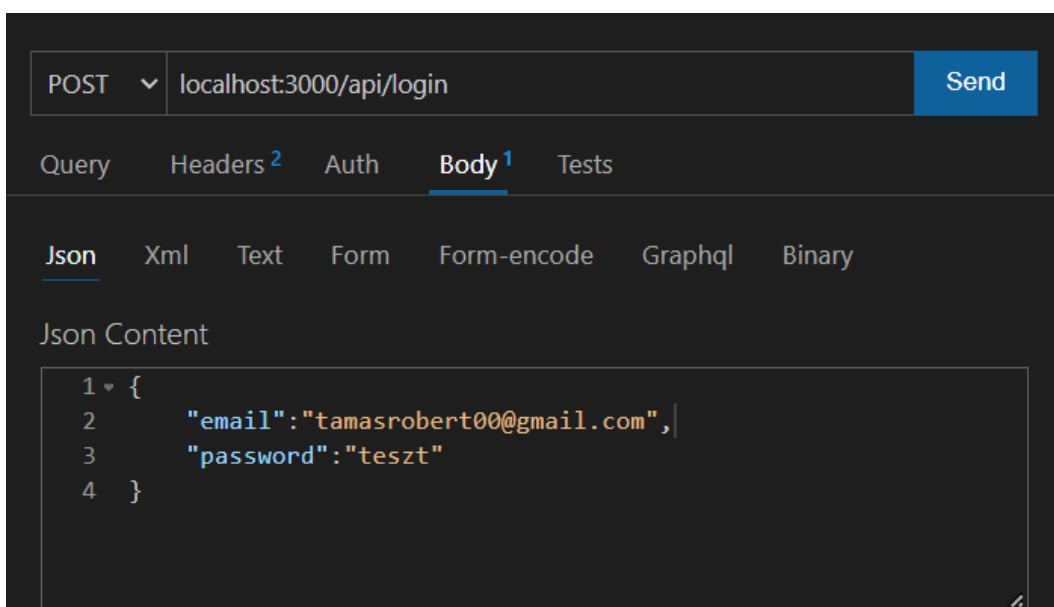 POST localhost:3000/api/login Send
Query Headers 2 Auth Body 1 Tests
Json Xml Text Form Form-encode Graphql Binary
Json Content
1 {
2 "email":"tamasrobert00@gmail.com",
3 "password":"teszt"
4 }